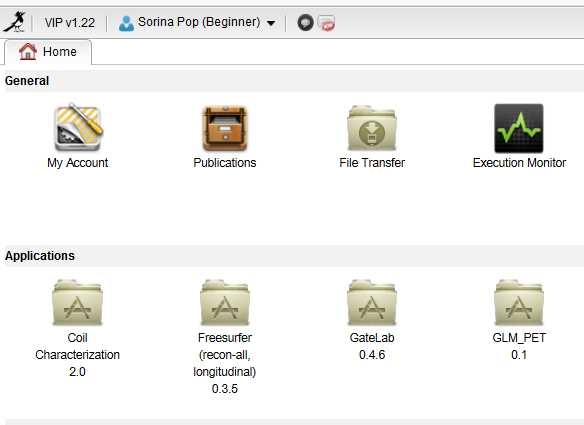 VIP v1.22 Sorina Pop (Beginner)
Home
General
My Account Publications File Transfer Execution Monitor
Applications
Coil Freesurfer GateLab GLM_PET
Characterization (recon-all, 0.4.6 0.1
2.0 longitudinal)
0.3.5